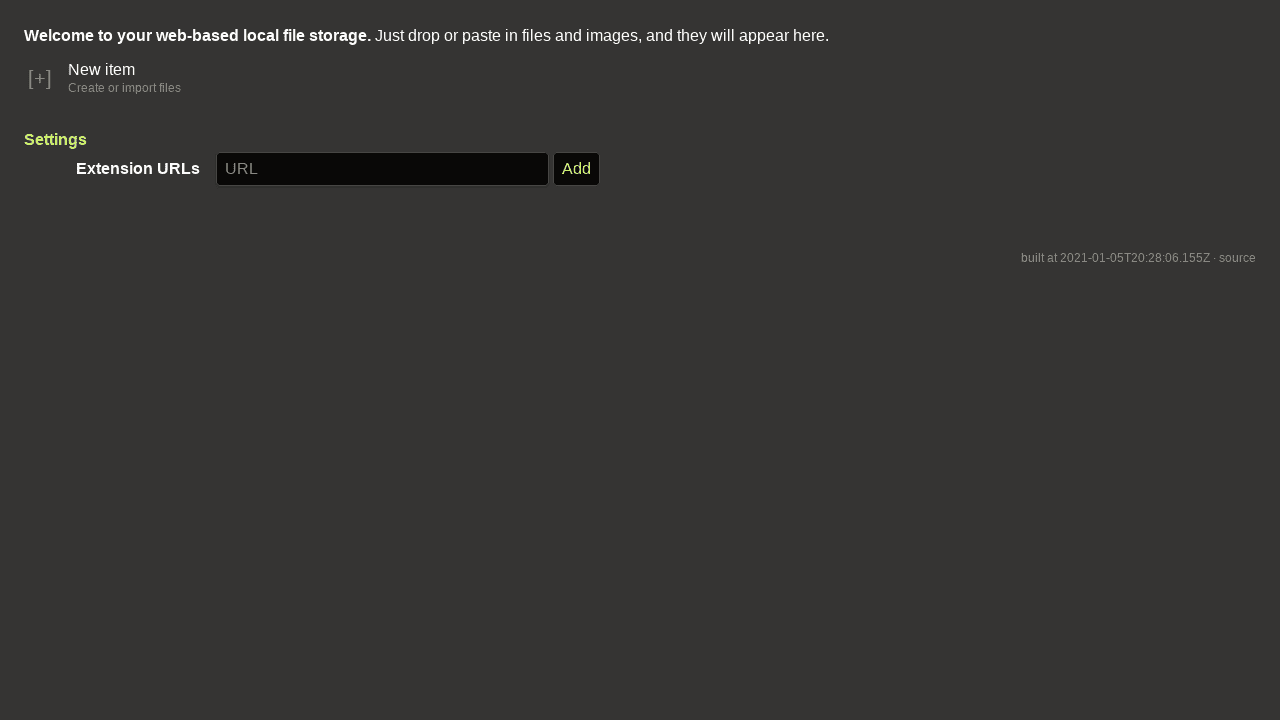 Welcome to your web-based local file storage. Just drop or paste in files and images, and they will appear here.
[+]
New item
Create or import files
Settings
Extension URLs URL Add
built at 2021-01-05T20:28:06.155Z · source